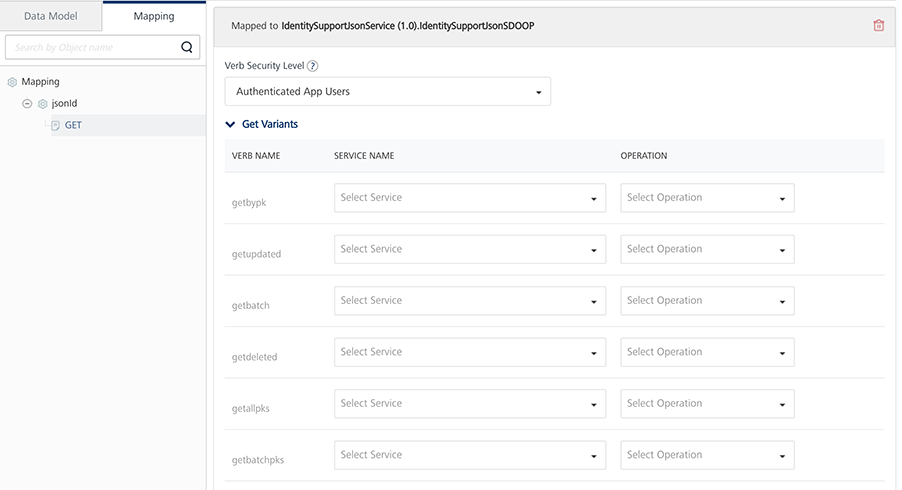 Data Model
Mapping
Search by Object name
Mapping
jsonId
GET
Mapped to IdentitySupportJsonService (1.0).IdentitySupportJsonSDOOP
Verb Security Level ?
Authenticated App Users
Get Variants
VERB NAME SERVICE NAME OPERATION
getbypk Select Service Select Operation
getupdated Select Service Select Operation
getbatch Select Service Select Operation
getdeleted Select Service Select Operation
getallpks Select Service Select Operation
getbatchpks Select Service Select Operation